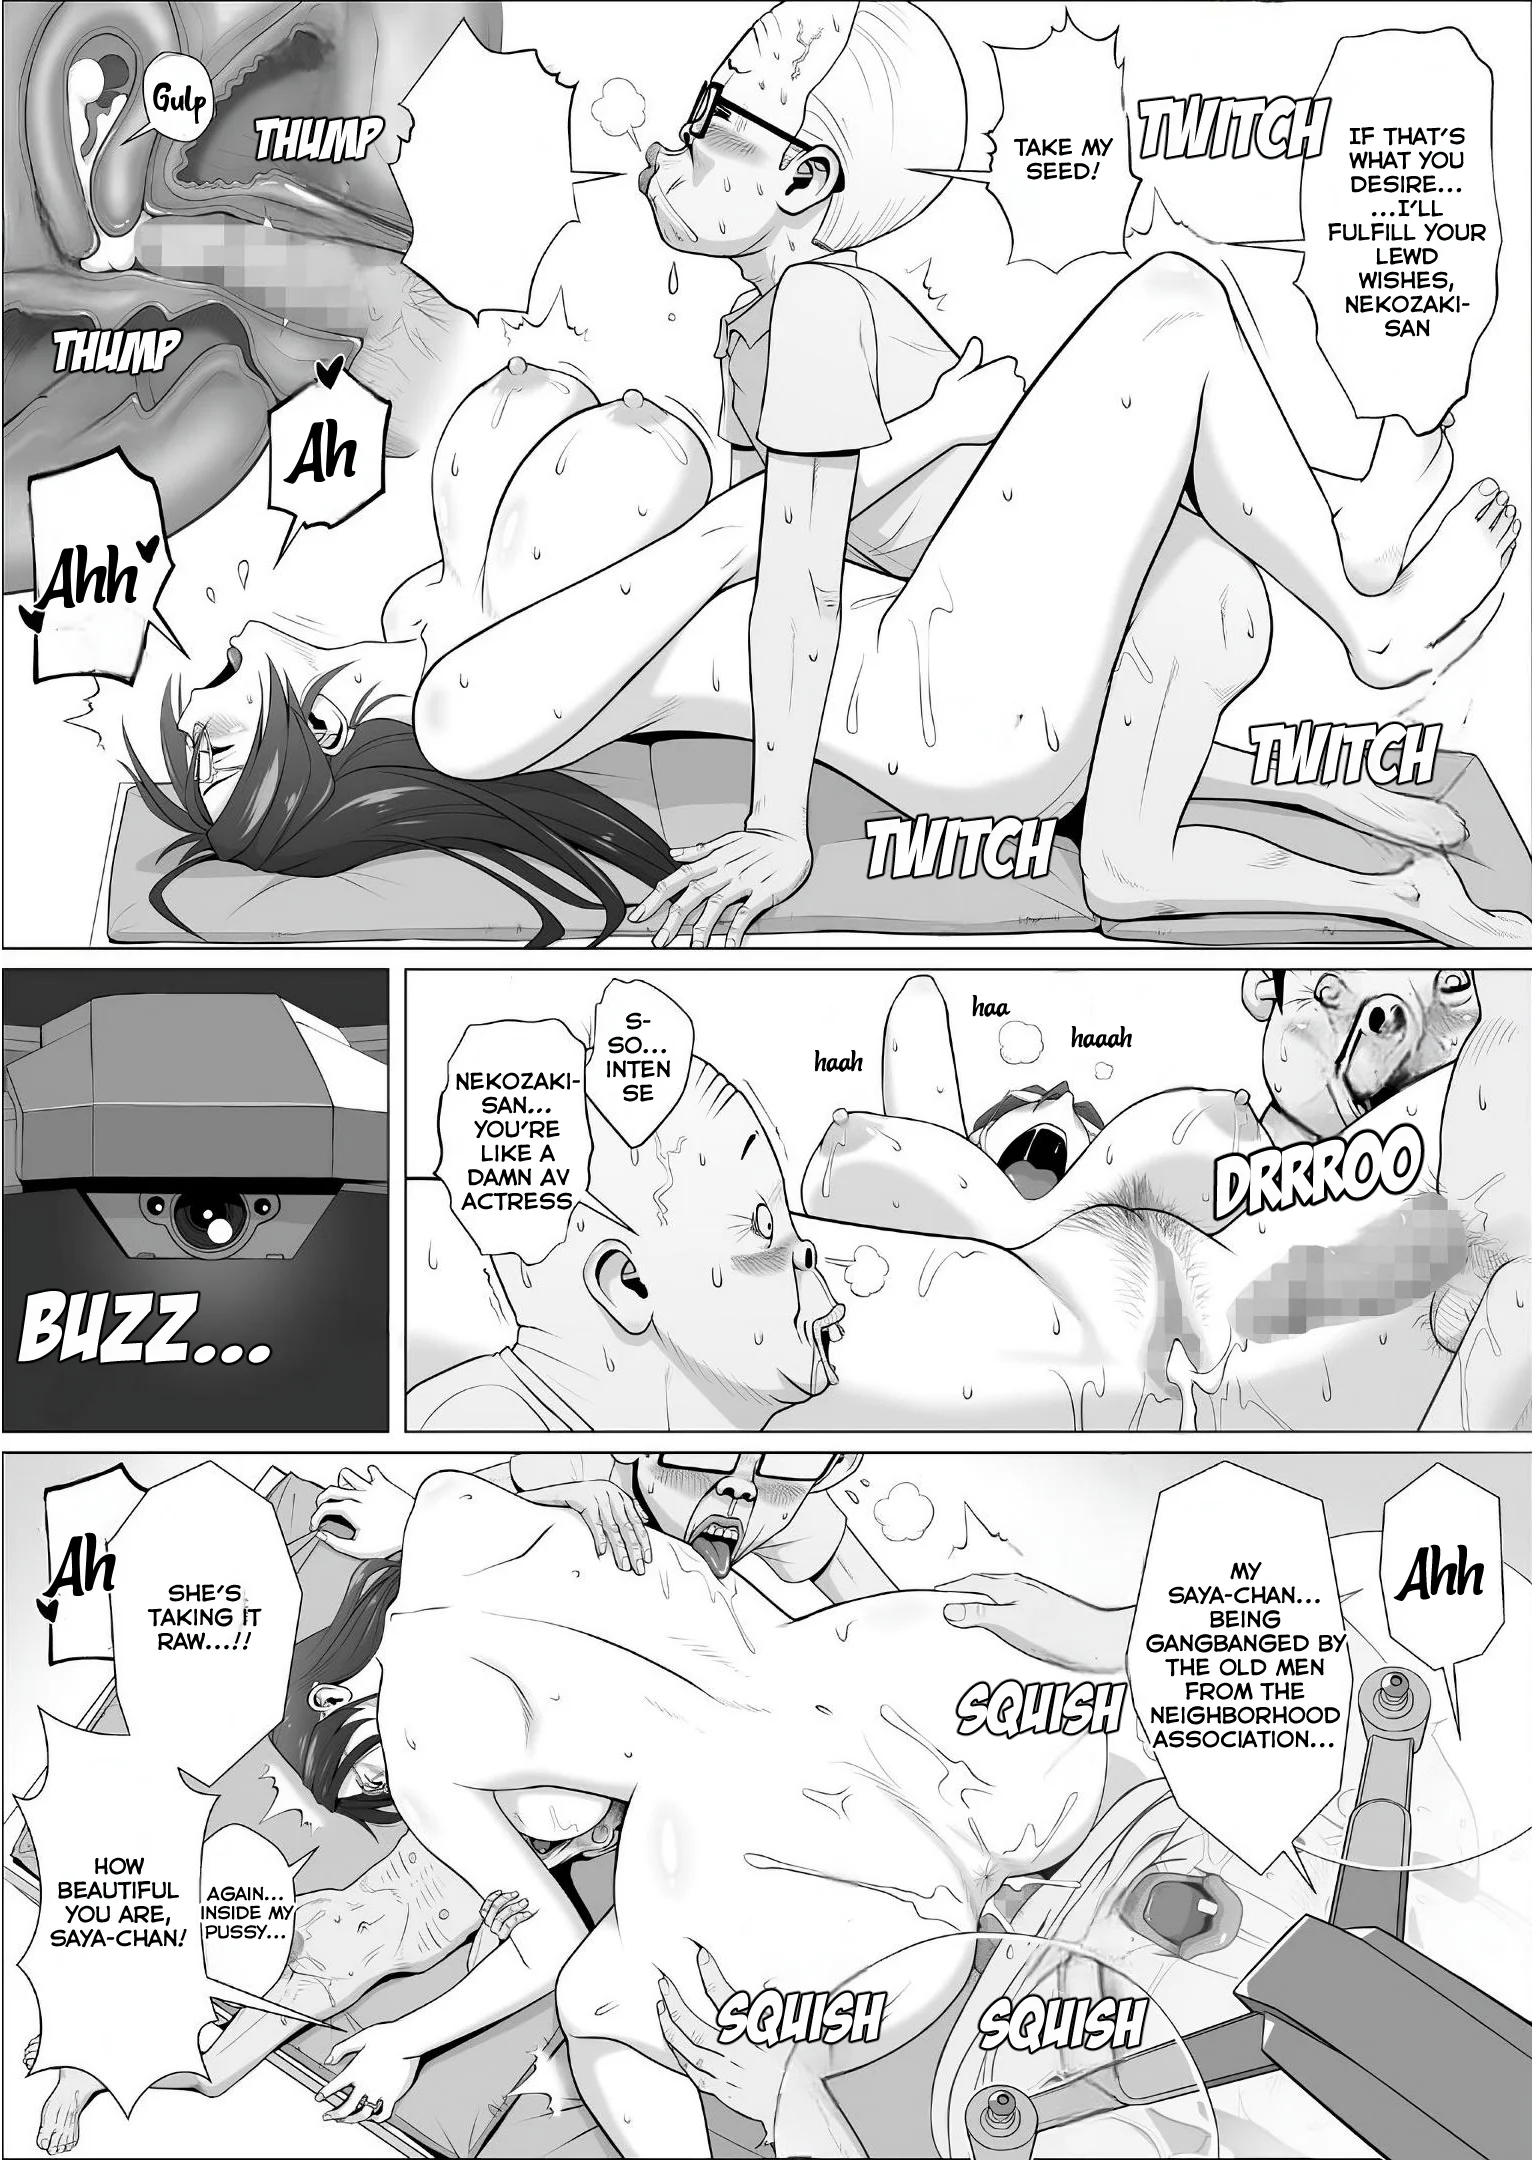 IF THAT'S
WHAT YOU
DESIRE...
...I'LL
FULFILL YOUR
LEWD
WISHES,
NEKOZAKI-
SAN
TWITCH
TAKE MY
SEED!
Gulp
THUMP
THUMP
Ah
Ahh
TWITCH
TWITCH
BUZZ...
S-
SO...
INTEN
SE
NEKOZAKI-
SAN...
YOU'RE
LIKE A
DAMN AV
ACTRESS
haa
haaah
haah
DRRROO
Ahh
MY
SAYA-CHAN...
BEING
GANGBANGED BY
THE OLD MEN
FROM THE
NEIGHBORHOOD
ASSOCIATION...
SQUISH
SHE'S
TAKING IT
RAW...!!
Ah
AGAIN...
INSIDE MY
PUSSY...
HOW
BEAUTIFUL
YOU ARE,
SAYA-CHAN!
SQUISH
SQUISH